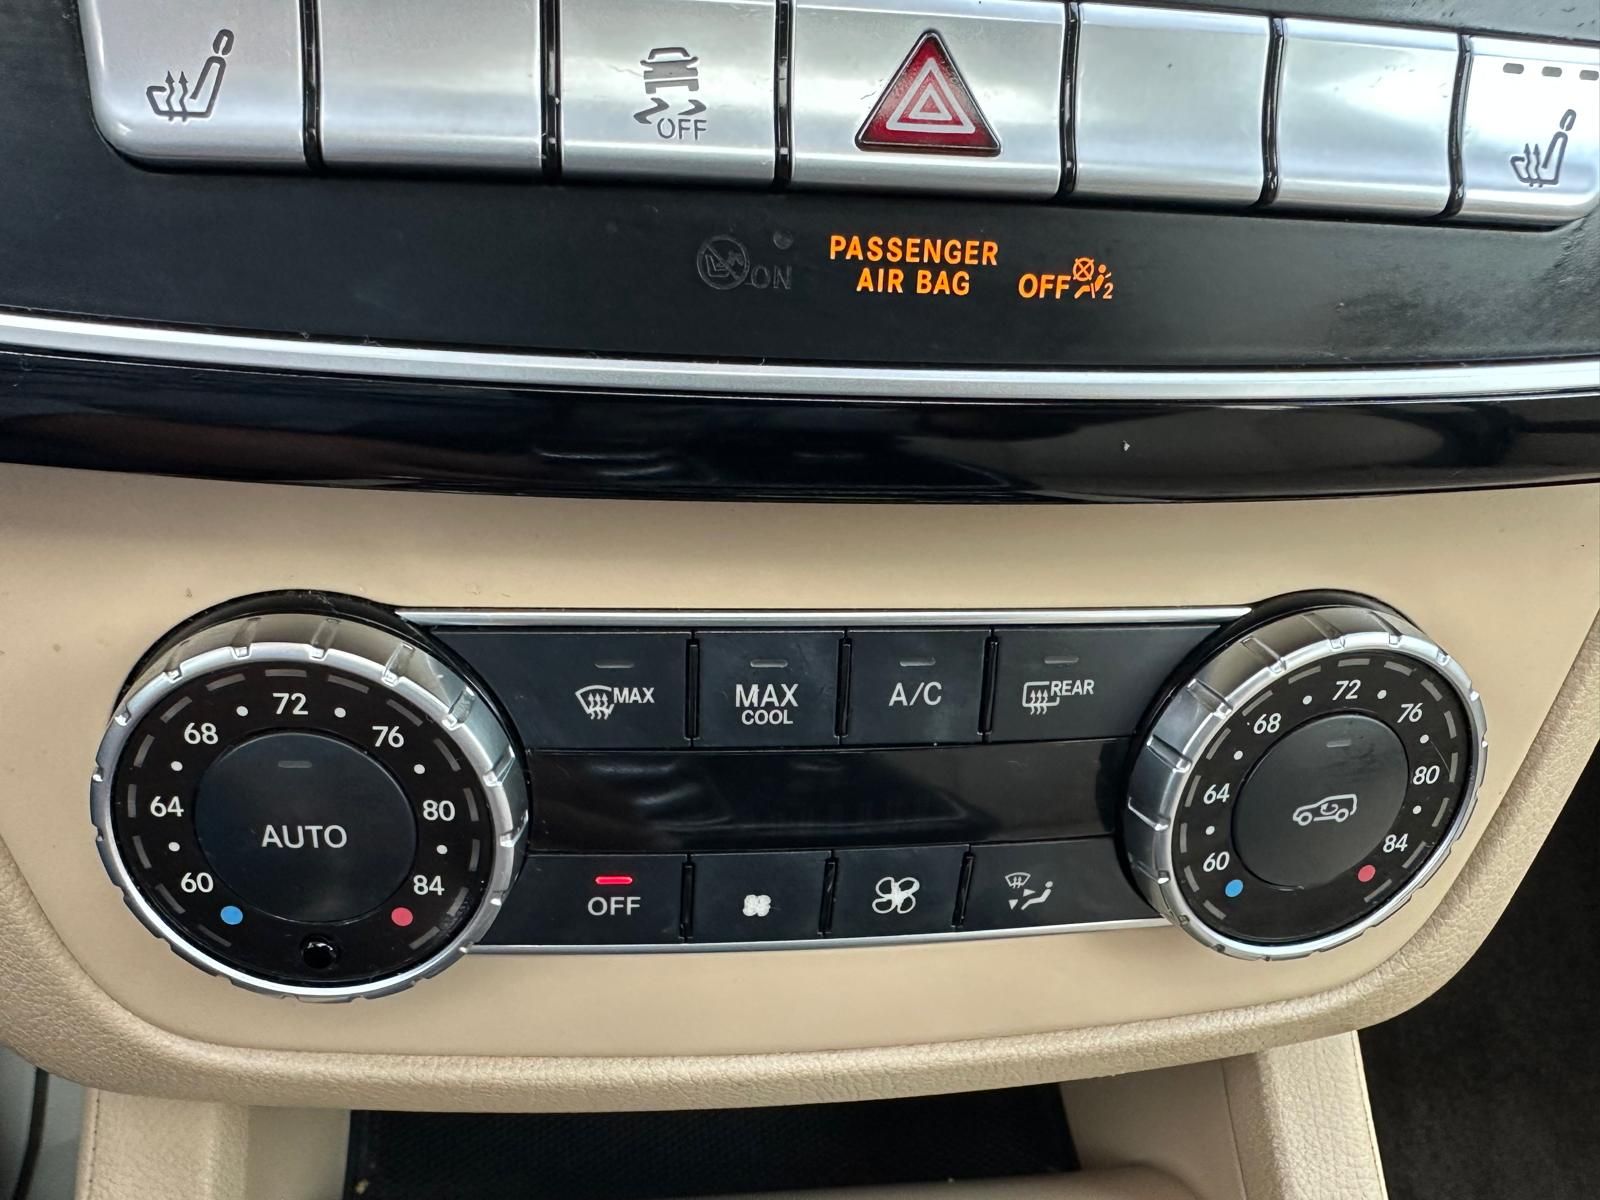 OFF
ON
PASSENGER
AIR BAG
OFF
2
MAX
MAX
COOL
A/C
REAR
60
64
68
72
76
80
84
AUTO
60
64
68
72
76
80
84
OFF